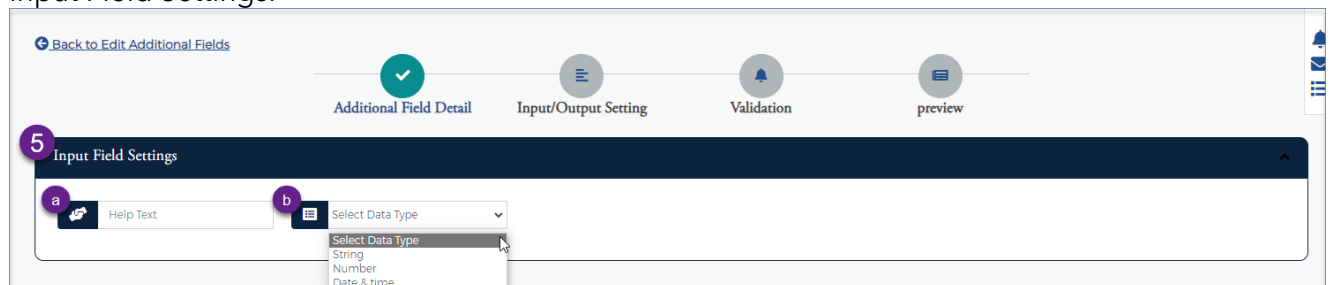 Input Field Settings.
Back to Edit Additional Fields
Additional Field Detail
Input/Output Setting
Validation
preview
5
Input Field Settings
a
Help Text
b
Select Data Type
Select Data Type
String
Number
Date & time